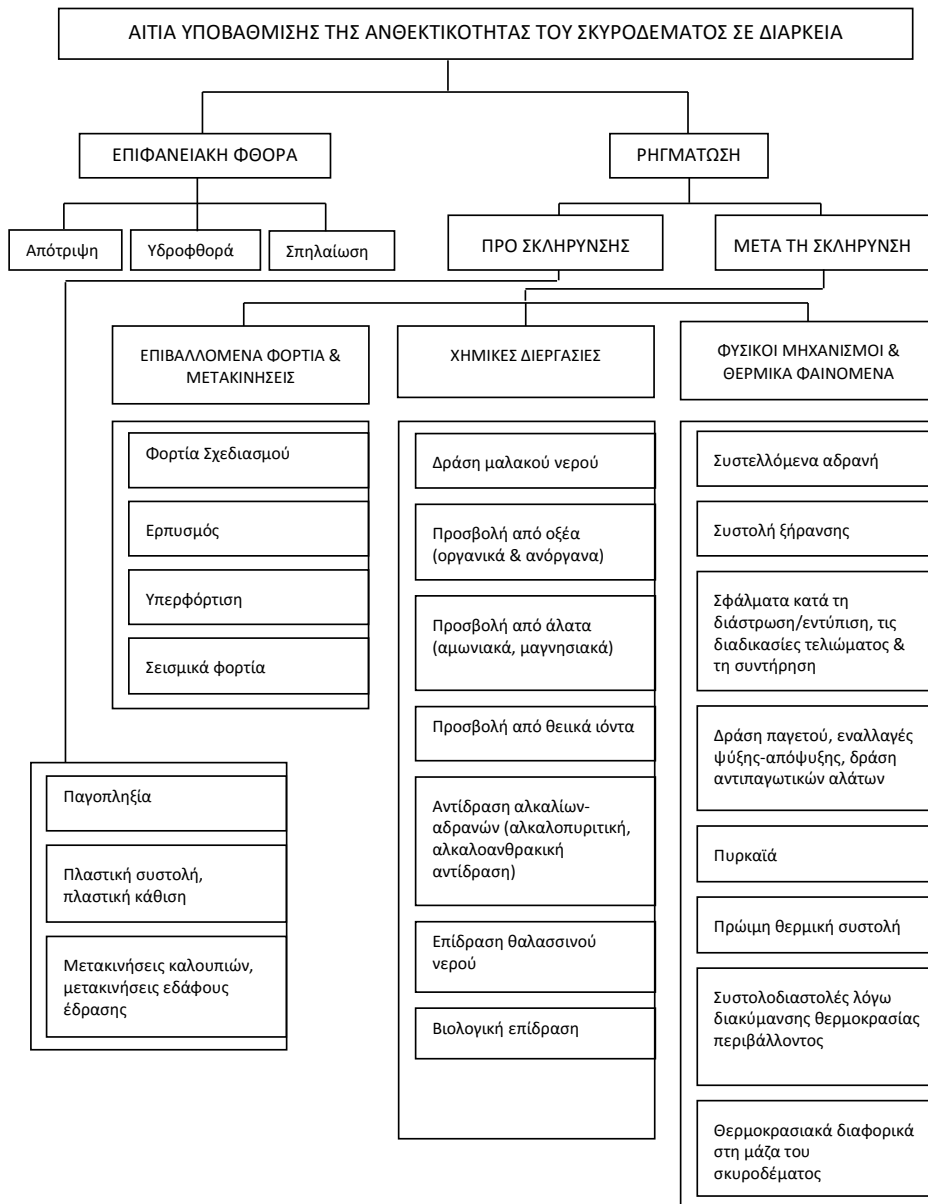 ΑΙΤΙΑ ΥΠΟΒΑΘΜΙΣΗΣ ΤΗΣ ΑΝΘΕΚΤΙΚΟΤΗΤΑΣ ΤΟΥ ΣΚΥΡΟΔΕΜΑΤΟΣ ΣΕ ΔΙΑΡΚΕΙΑ
ΕΠΙΦΑΝΕΙΑΚΗ ΦΘΟΡΑ
ΡΗΓΜΑΤΩΣΗ
Απότριψη
Υδροφθορά
Σπηλαίωση
ΠΡΟ ΣΚΛΗΡΥΝΣΗΣ
ΜΕΤΑ ΤΗ ΣΚΛΗΡΥΝΣΗ
ΕΠΙΒΑΛΛΟΜΕΝΑ ΦΟΡΤΙΑ &
ΜΕΤΑΚΙΝΗΣΕΙΣ
ΧΗΜΙΚΕΣ ΔΙΕΡΓΑΣΙΕΣ
ΦΥΣΙΚΟΙ ΜΗΧΑΝΙΣΜΟΙ &
ΘΕΡΜΙΚΑ ΦΑΙΝΟΜΕΝΑ
Φορτία Σχεδιασμού
Ερπυσμός
Υπερφόρτιση
Σεισμικά φορτία
Δράση μαλακού νερού
Προσβολή από οξέα
(οργανικά & ανόργανα)
Προσβολή από άλατα
(αμωνιακά, μαγνησιακά)
Προσβολή από θειικά ιόντα
Αντίδραση αλκαλίων-
αδρανών (αλκαλοπυριτική,
αλκαλοανθρακική
αντίδραση)
Επίδραση θαλασσινού
νερού
Βιολογική επίδραση
Συστελλόμενα αδρανή
Συστολή ξήρανσης
Σφάλματα κατά τη
διάστρωση/εντύπιση, τις
διαδικασίες τελιώματος &
τη συντήρηση
Δράση παγετού, εναλλαγές
ψύξης-απόψυξης, δράση
αντιπαγωτικών αλάτων
Πυρκαϊά
Πρώιμη θερμική συστολή
Συστολοδιαστολές λόγω
διακύμανσης θερμοκρασίας
περιβάλλοντος
Θερμοκρασιακά διαφορικά
στη μάζα του
σκυροδέματος
Παγοπληξία
Πλαστική συστολή,
πλαστική κάθιση
Μετακινήσεις καλουπιών,
μετακινήσεις εδάφους
έδρασης